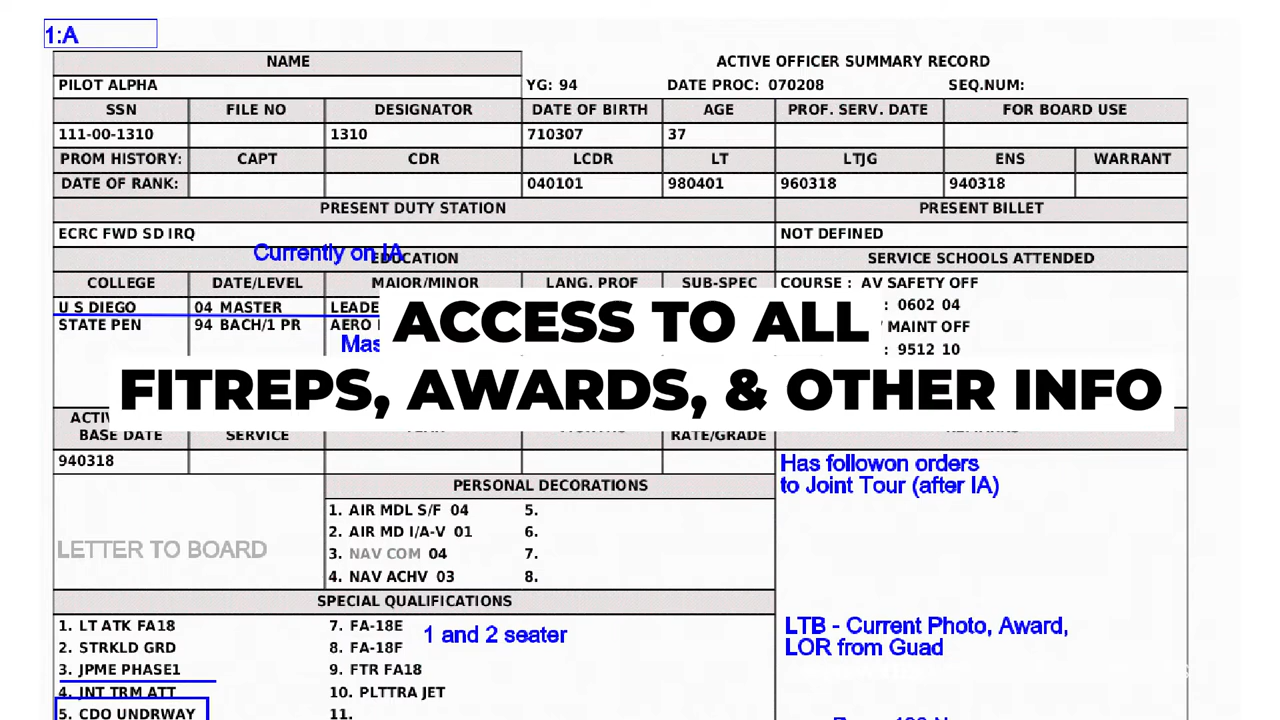 1:A
NAME
ACTIVE OFFICER SUMMARY RECORD
PILOT ALPHA
YG: 94 DATE PROC: 070208 SEQ.NUM:
SSN FILE NO DESIGNATOR DATE OF BIRTH AGE PROF. SERV. DATE FOR BOARD USE
111-00-1310 1310 710307 37
PROM HISTORY: CAPT CDR LCDR LT LTJG ENS WARRANT
DATE OF RANK: 040101 980401 960318 940318
PRESENT DUTY STATION PRESENT BILLET
ECRC FWD SD IRQ NOT DEFINED
Currently on IA
EDUCATION SERVICE SCHOOLS ATTENDED
COLLEGE DATE/LEVEL MAIOR/MINOR LANG. PROF SUB-SPEC COURSE : AV SAFETY OFF
U S DIEGO 04 MASTER LEADE : 0602 04
STATE PEN 94 BACH/1 PR AERO MAINT OFF
Mas : 9512 10
ACCESS TO ALL
FITREPS, AWARDS, & OTHER INFO
BASE DATE SERVICE RATE/GRADE
940318
Has followon orders
to Joint Tour (after IA)
PERSONAL DECORATIONS
1. AIR MDL S/F 04 5.
2. AIR MD I/A-V 01 6.
3. NAV COM 04 7.
4. NAV ACHV 03 8.
LETTER TO BOARD
SPECIAL QUALIFICATIONS
1. LT ATK FA18 7. FA-18E
2. STRKLD GRD 8. FA-18F
1 and 2 seater
3. JPME PHASE1 9. FTR FA18
4. JNT TRM ATT 10. PLTTRA JET
5. CDO UNDRWAY 11.
LTB - Current Photo, Award,
LOR from Guad